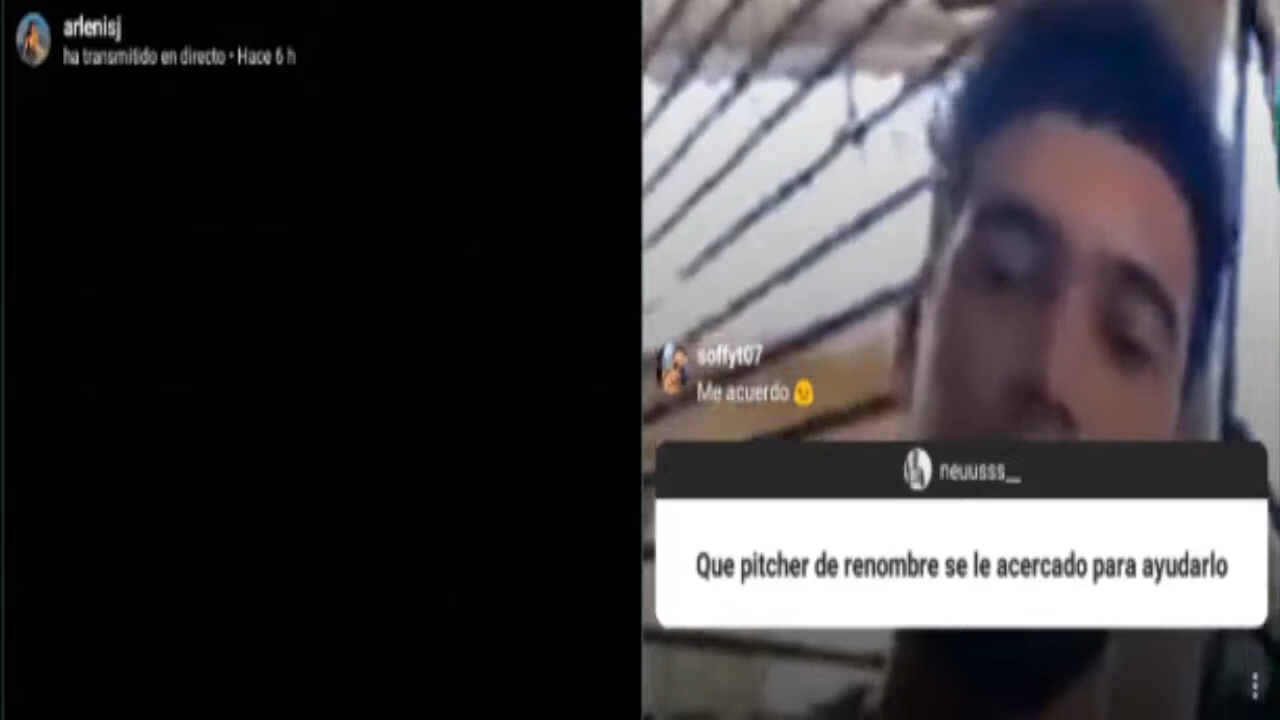 arlenisj
ha transmitido en directo • Hace 6 h
soffyt07
Me acuerdo
neuusss__
Que pitcher de renombre se le acercado para ayudarlo